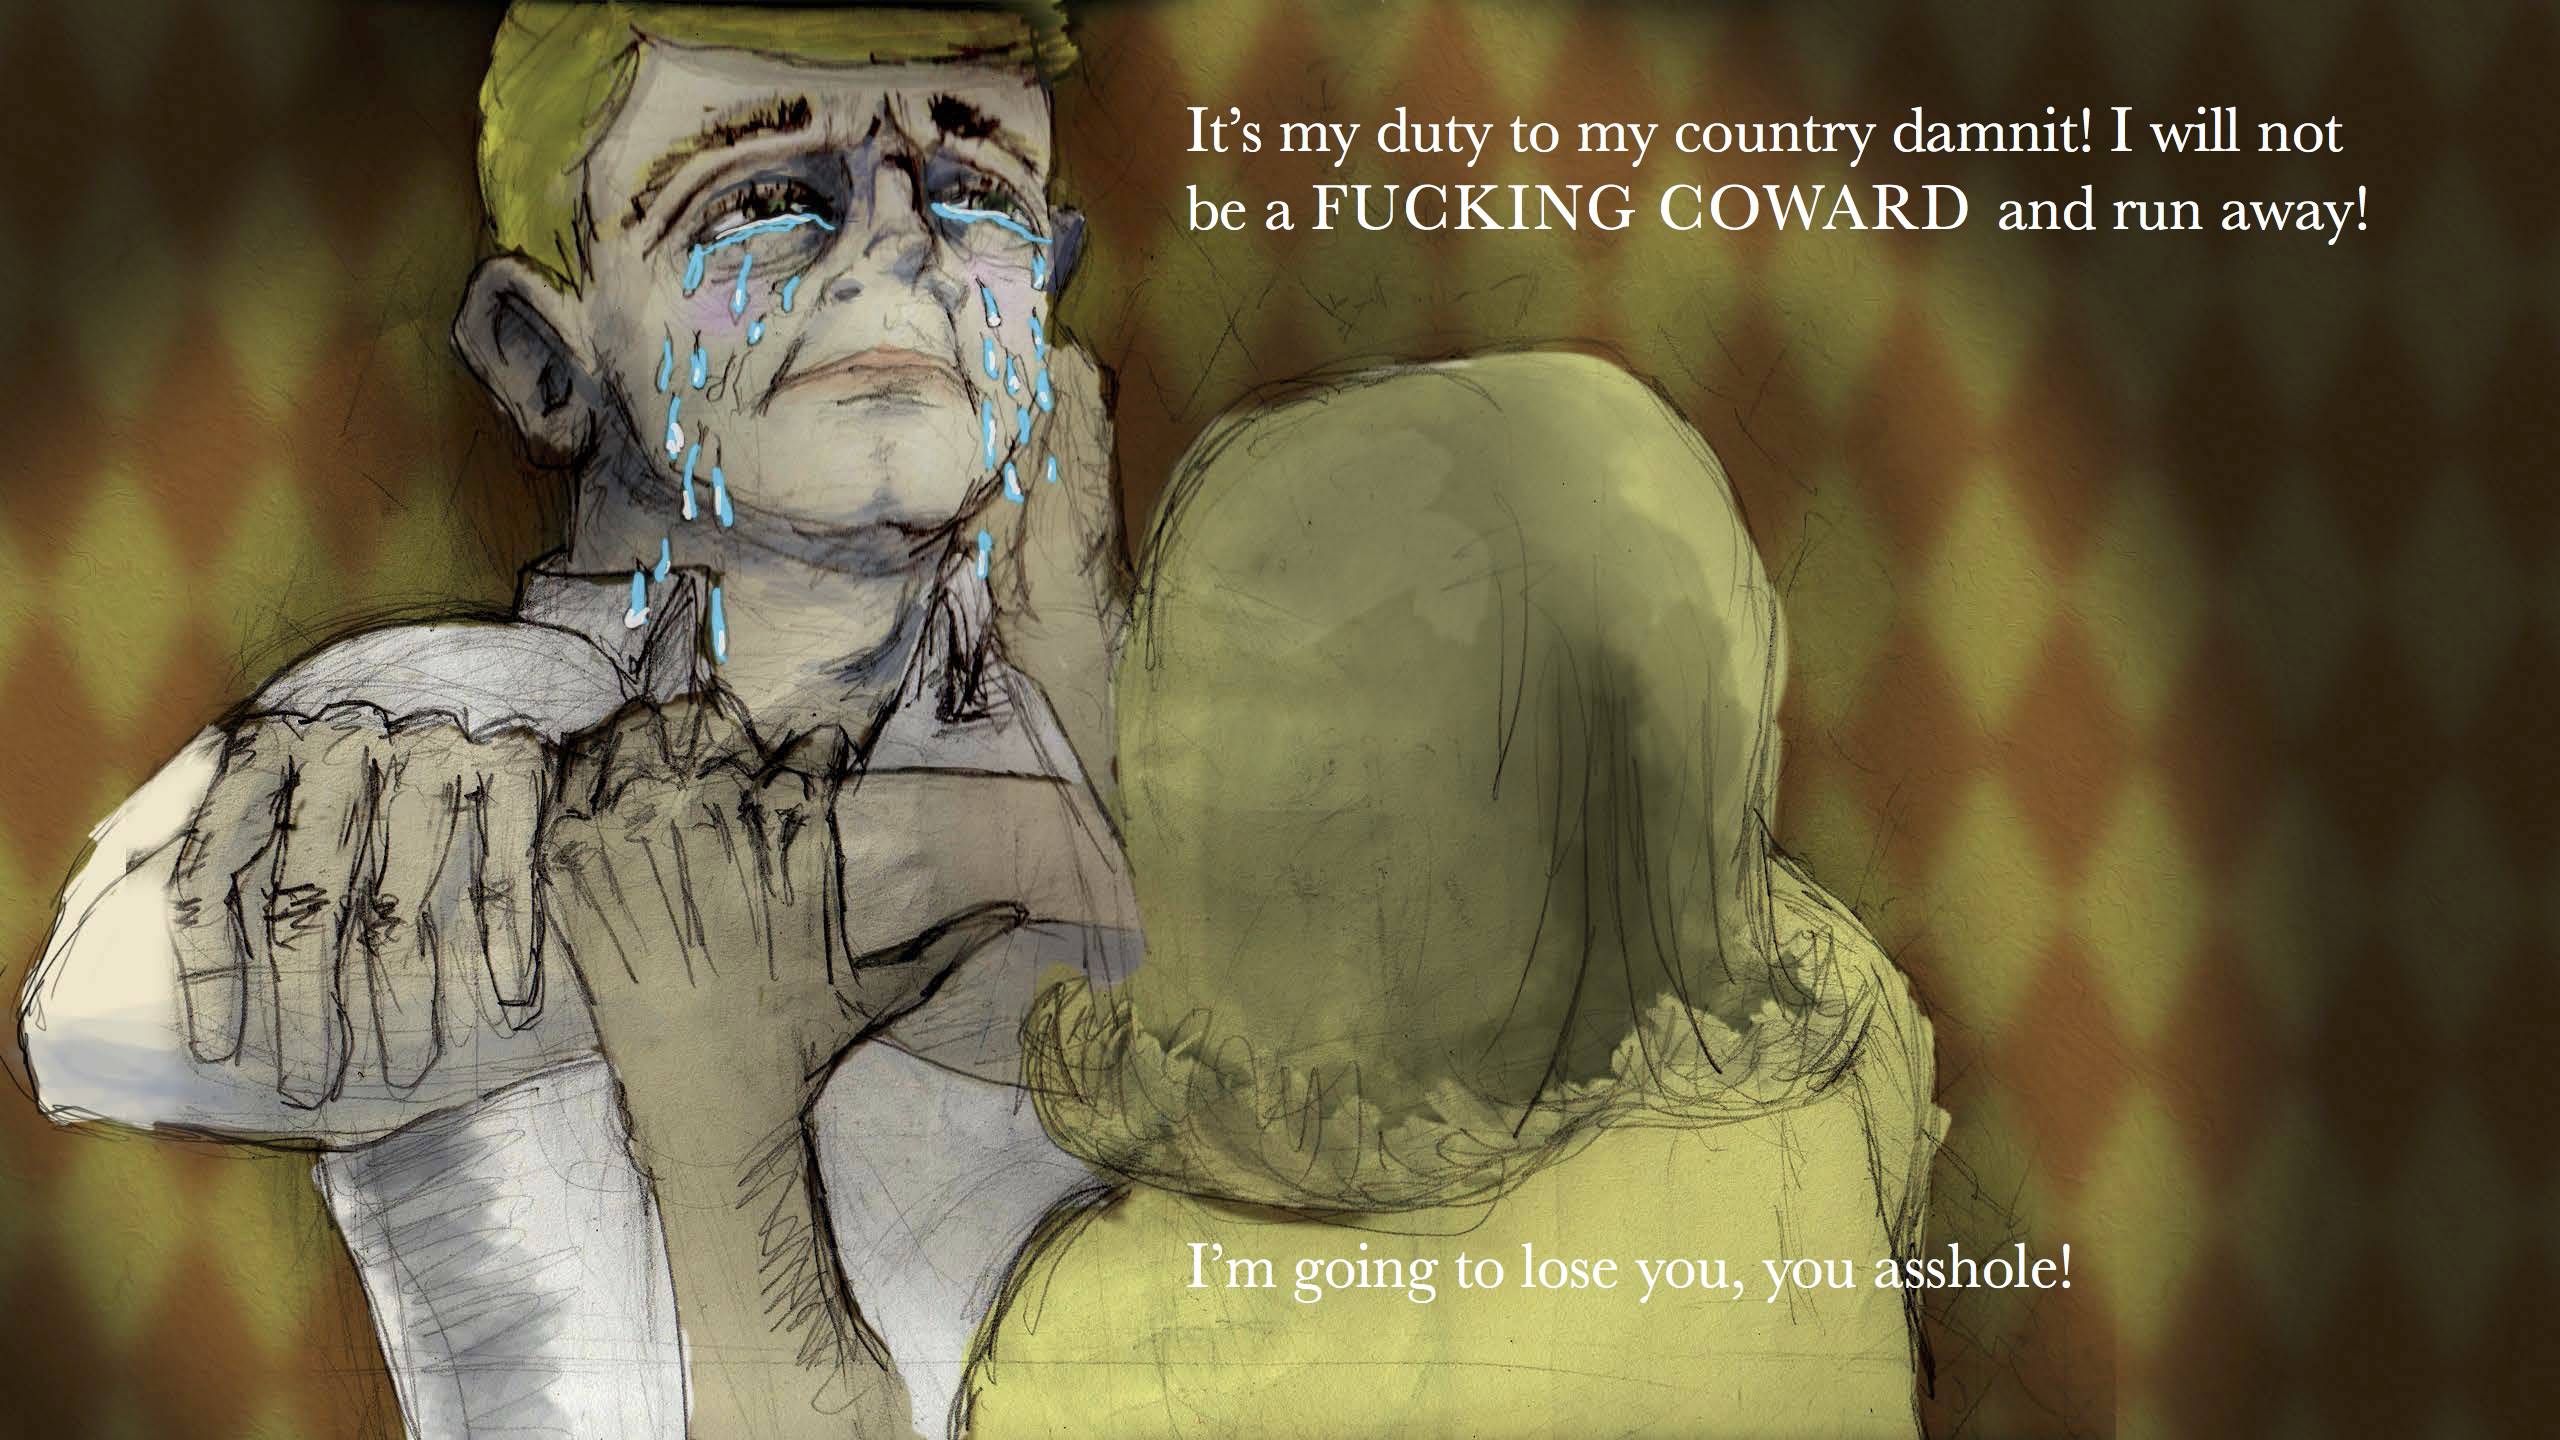 It’s my duty to my country damnit! I will not
be a FUCKING COWARD and run away!
I’m going to lose you, you asshole!